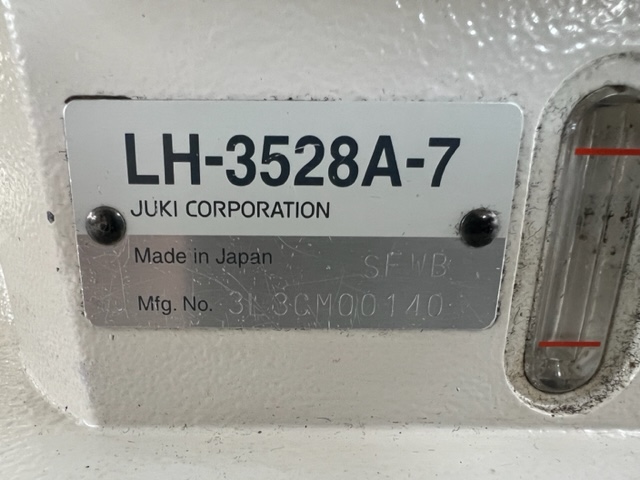 LH-3528A-7
JUKI CORPORATION
Made in Japan SFWB
Mfg. No. 3L3CM00140